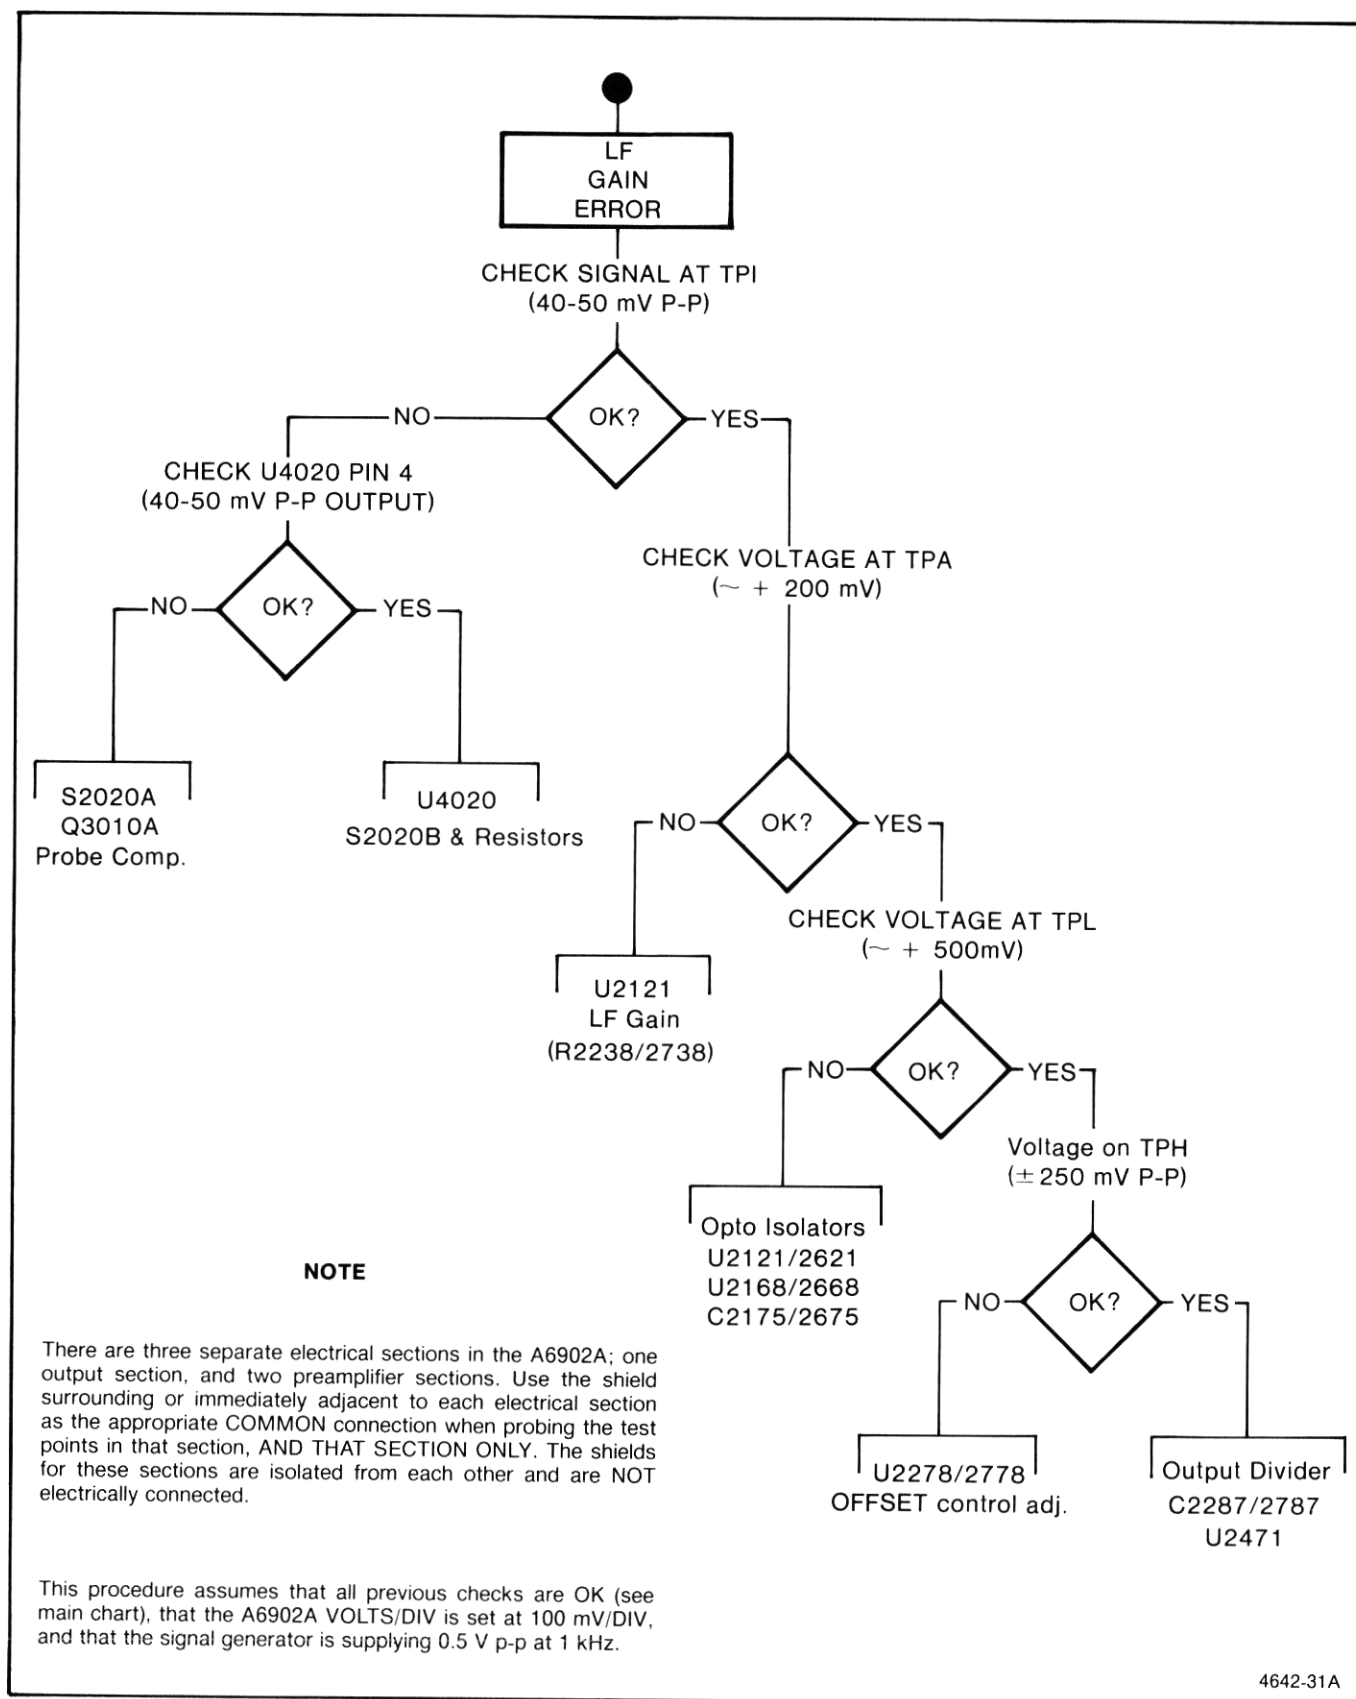 LF
GAIN
ERROR
CHECK SIGNAL AT TPI
(40-50 mV P-P)
OK?
NO
YES
CHECK U4020 PIN 4
(40-50 mV P-P OUTPUT)
OK?
NO
YES
S2020A
Q3010A
Probe Comp.
U4020
S2020B & Resistors
CHECK VOLTAGE AT TPA
(~ + 200 mV)
OK?
NO
YES
U2121
LF Gain
(R2238/2738)
CHECK VOLTAGE AT TPL
(~ + 500mV)
OK?
NO
YES
Opto Isolators
U2121/2621
U2168/2668
C2175/2675
Voltage on TPH
(±250 mV P-P)
OK?
NO
YES
U2278/2778
OFFSET control adj.
Output Divider
C2287/2787
U2471
NOTE
There are three separate electrical sections in the A6902A; one
output section, and two preamplifier sections. Use the shield
surrounding or immediately adjacent to each electrical section
as the appropriate COMMON connection when probing the test
points in that section, AND THAT SECTION ONLY. The shields
for these sections are isolated from each other and are NOT
electrically connected.
This procedure assumes that all previous checks are OK (see
main chart), that the A6902A VOLTS/DIV is set at 100 mV/DIV,
and that the signal generator is supplying 0.5 V p-p at 1 kHz.
4642-31A